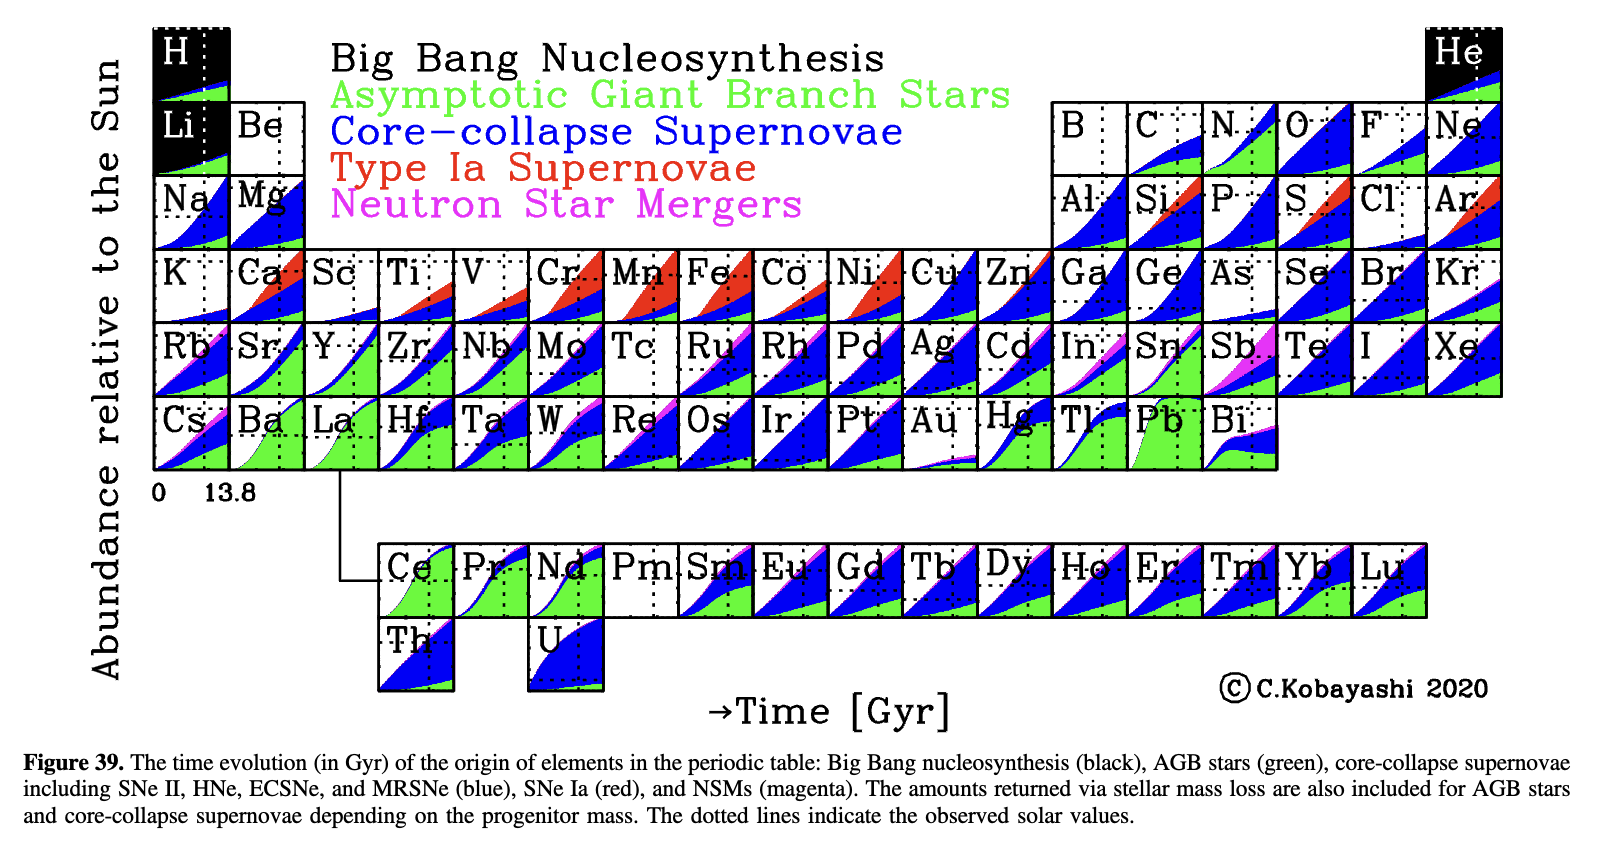 H
He
Big Bang Nucleosynthesis
Asymptotic Giant Branch Stars
Core-collapse Supernovae
Type Ia Supernovae
Neutron Star Mergers
Li Be B C N O F Ne
Na Mg Al Si P S Cl Ar
K Ca Sc Ti V Cr Mn Fe Co Ni Cu Zn Ga Ge As Se Br Kr
Rb Sr Y Zr Nb Mo Tc Ru Rh Pd Ag Cd In Sn Sb Te I Xe
Cs Ba La Hf Ta W Re Os Ir Pt Au Hg Tl Pb Bi
0 13.8
Ce Pr Nd Pm Sm Eu Gd Tb Dy Ho Er Tm Yb Lu
Th U
Abundance relative to the Sun
→Time [Gyr]
© C.Kobayashi 2020
Figure 39. The time evolution (in Gyr) of the origin of elements in the periodic table: Big Bang nucleosynthesis (black), AGB stars (green), core-collapse supernovae
including SNe II, HNe, ECSNe, and MRSNe (blue), SNe Ia (red), and NSMs (magenta). The amounts returned via stellar mass loss are also included for AGB stars
and core-collapse supernovae depending on the progenitor mass. The dotted lines indicate the observed solar values.